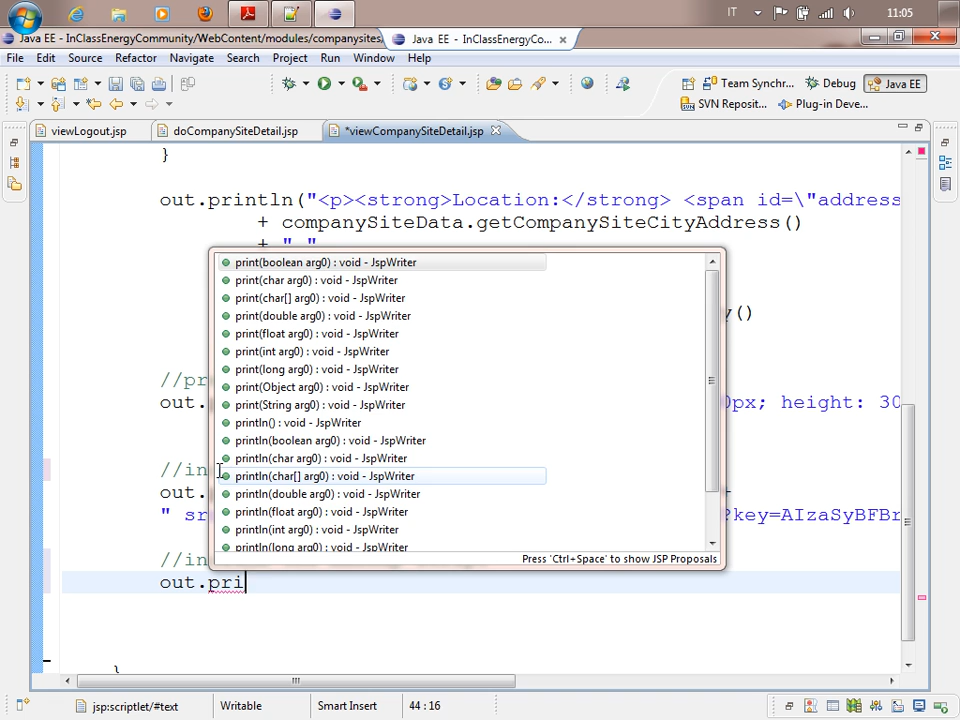 IT 11:05
Java EE - InClassEnergyCommunity/WebContent/modules/companysites, Java EE - InClassEnergyCo...
File Edit Source Refactor Navigate Search Project Run Window Help
Team Synchr... Debug Java EE
SVN Reposit... Plug-in Deve...
viewLogout.jsp doCompanySiteDetail.jsp *viewCompanySiteDetail.jsp
}
out.println("<p><strong>Location:</strong> <span id=\"address
+ companySiteData.getCompanySiteCityAddress()
+ " "
print(boolean arg0) : void - JspWriter
print(char arg0) : void - JspWriter
print(char[] arg0) : void - JspWriter
print(double arg0) : void - JspWriter y()
print(float arg0) : void - JspWriter
print(int arg0) : void - JspWriter
print(long arg0) : void - JspWriter
//pr print(Object arg0) : void - JspWriter
out. print(String arg0) : void - JspWriter 0px; height: 30
println() : void - JspWriter
println(boolean arg0) : void - JspWriter
//in println(char arg0) : void - JspWriter
println(char[] arg0) : void - JspWriter
out. println(double arg0) : void - JspWriter
" sr println(float arg0) : void - JspWriter ?key=AIzaSyBFBr
println(int arg0) : void - JspWriter
println(long arg0) : void - JspWriter
//in Press 'Ctrl+Space' to show JSP Proposals
out.pri
}
jsp:scriptlet/#text Writable Smart Insert 44 : 16